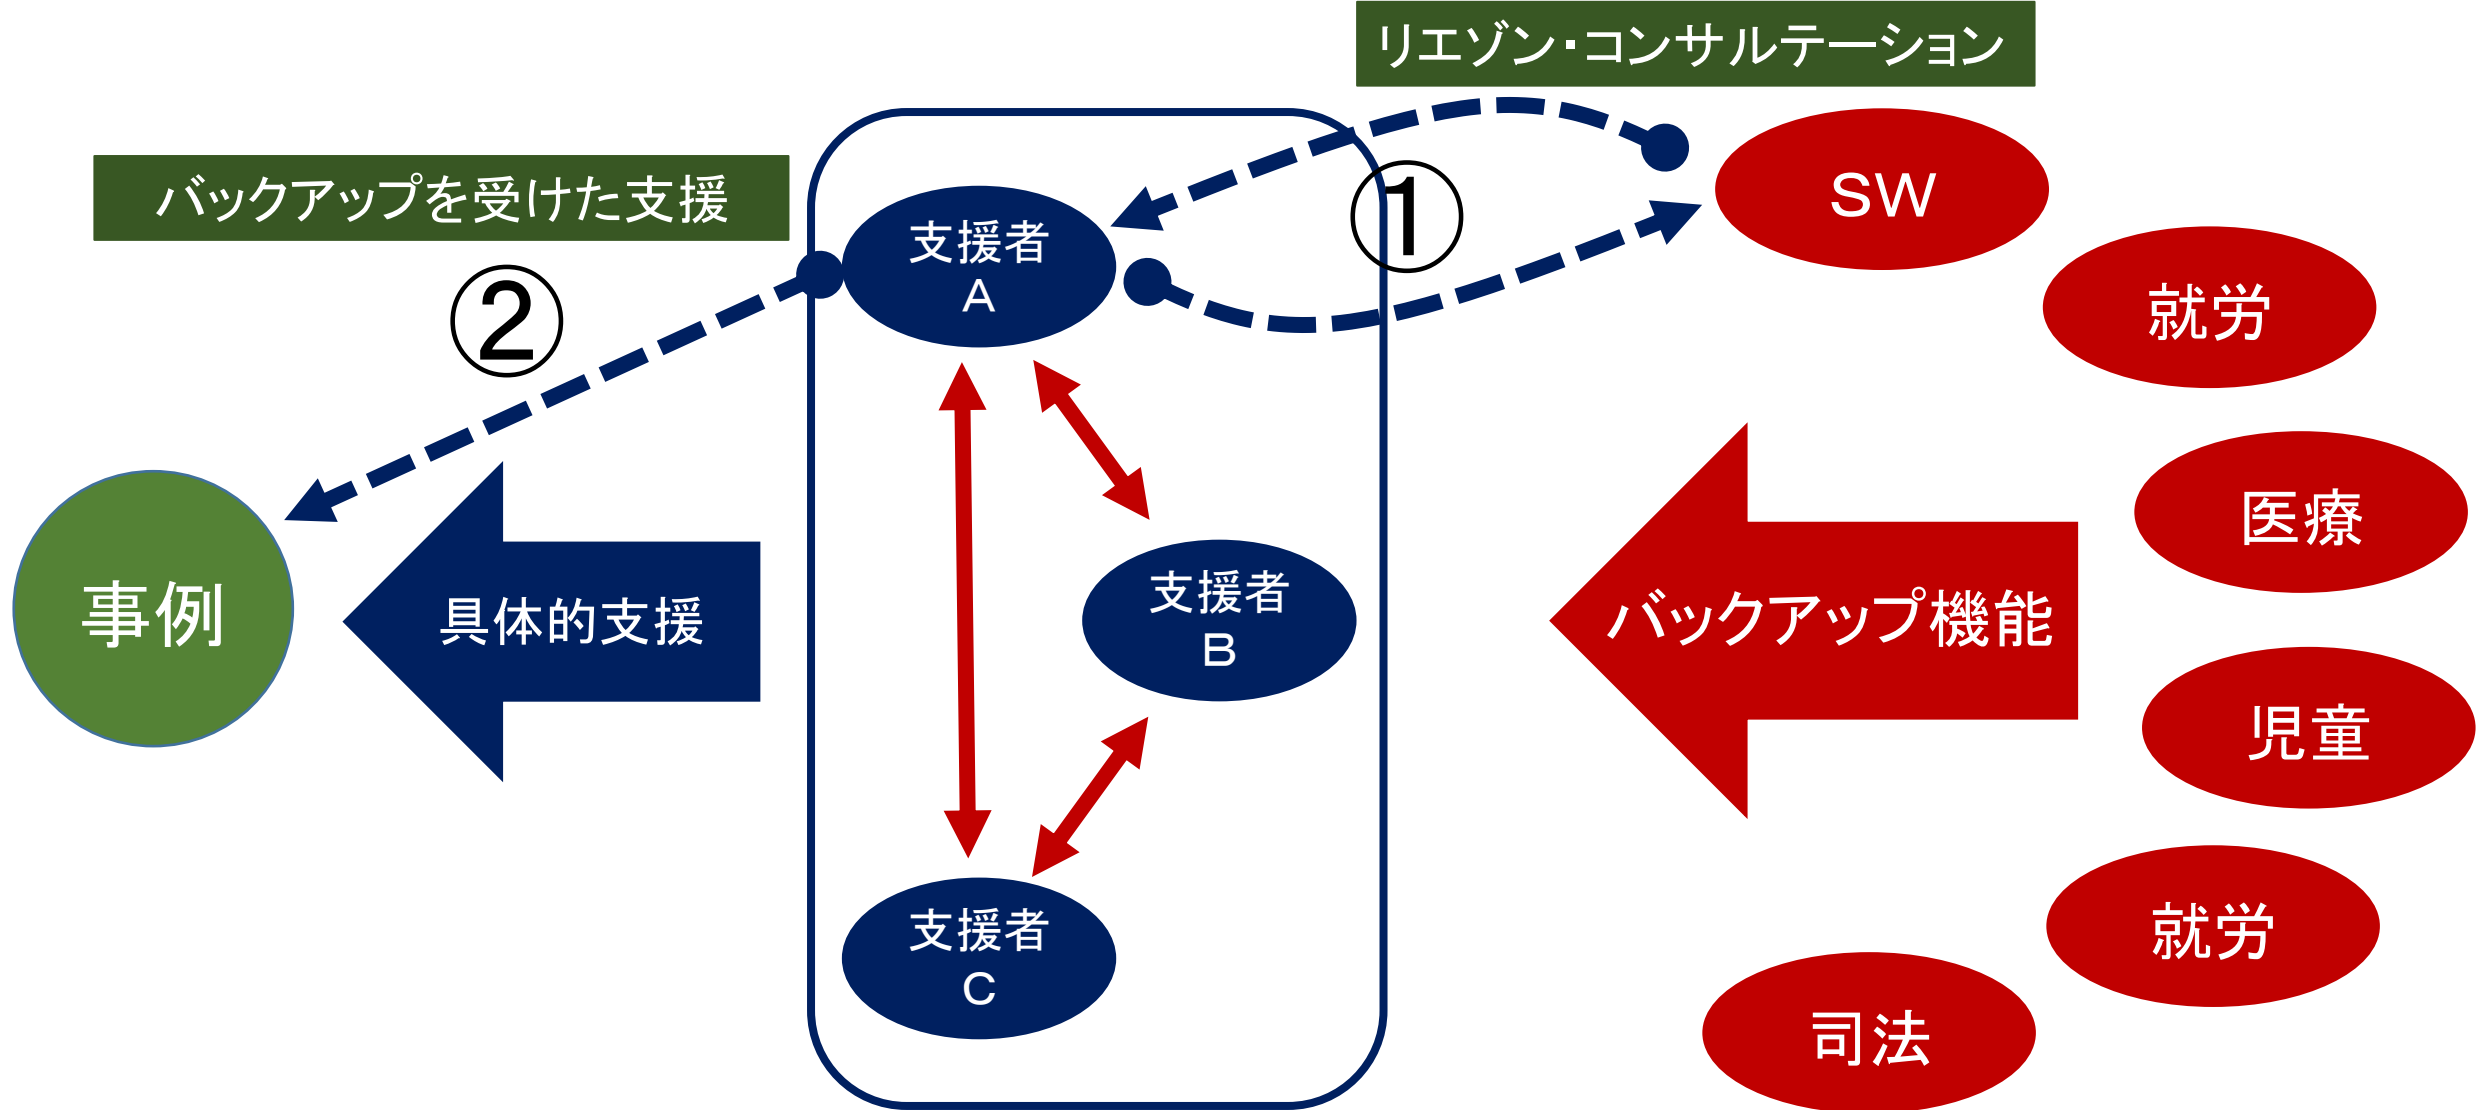 リエゾン・コンサルテーション
バックアップを受けた支援
①
②
SW
支援者
A
就労
医療
事例
具体的支援
支援者
B
バックアップ機能
児童
支援者
C
就労
司法